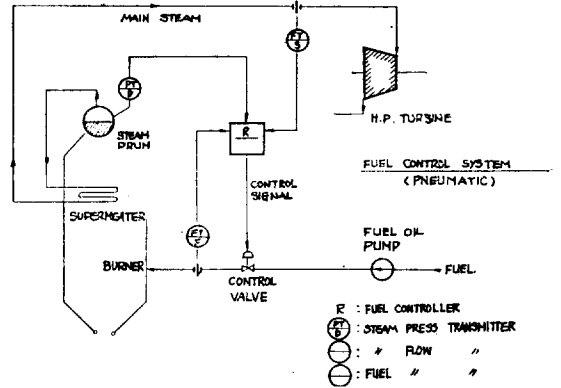 MAIN STEAM
FT
S
PT
P
R
STEAM
DRUM
H.P. TURBINE
FUEL CONTROL SYSTEM
(PNEUMATIC)
CONTROL
SIGNAL
SUPERHEATER
FT
BURNER
CONTROL
VALVE
FUEL OIL
PUMP
FUEL
R : FUEL CONTROLLER
PT
P
: STEAM PRESS TRANSMITTER
: " FLOW "
: FUEL " "